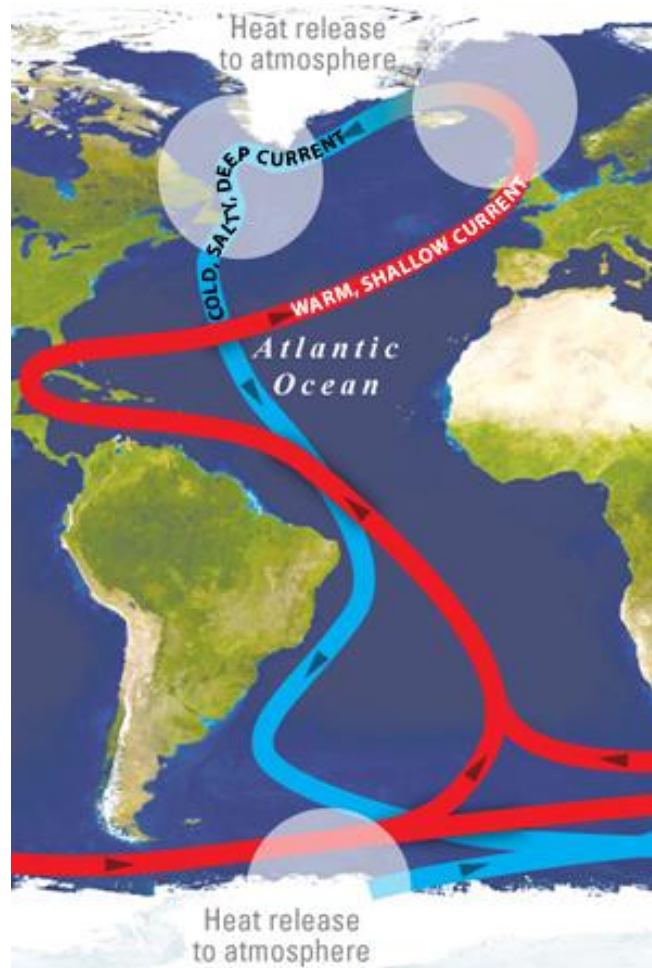 Heat release
to atmosphere
COLD, SALTY, DEEP CURRENT
WARM, SHALLOW CURRENT
Atlantic
Ocean
Heat release
to atmosphere